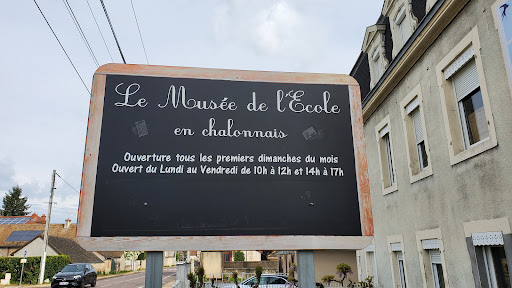 Le Musée de l'Ecole
en chalonnais
Ouverture tous les premiers dimanches du mois
Ouvert du Lundi au Vendredi de 10h à 12h et 14h à 17h